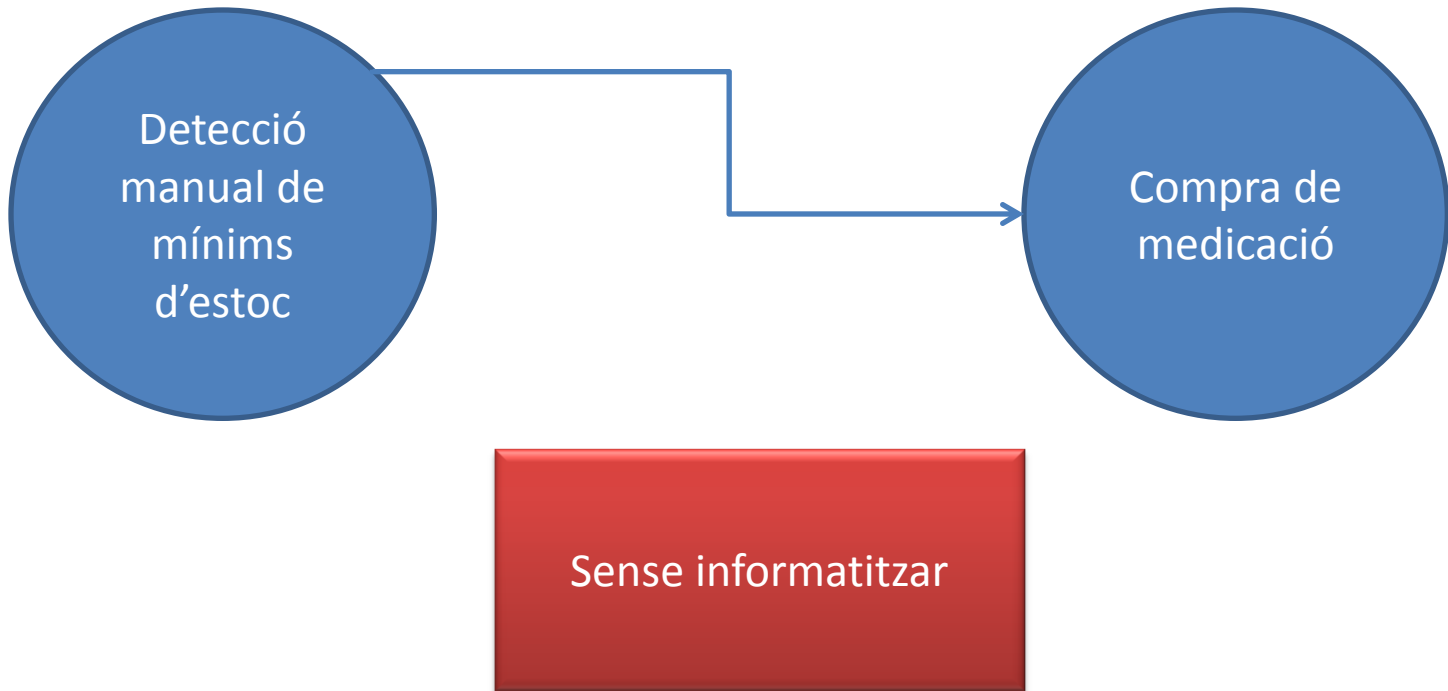 Detecció
manual de
mínims
d’estoc
Compra de
medicació
Sense informatitzar